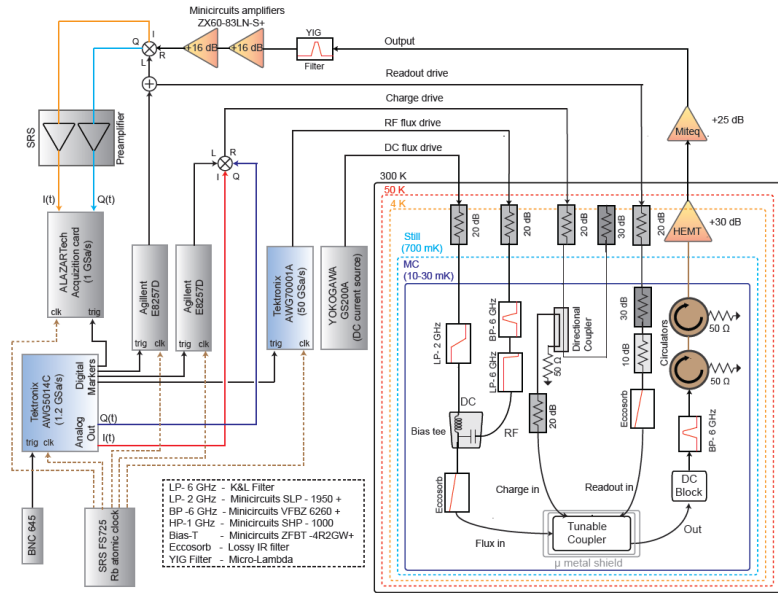 Minicircuits amplifiers
ZX60-83LN-S+
I
Q
R
L
+16 dB
+16 dB
YIG
Filter
Output
Readout drive
Charge drive
RF flux drive
DC flux drive
SRS
Preamplifier
I(t)
Q(t)
L
R
I
Q
Miteq
+25 dB
300 K
50 K
4 K
HEMT
+30 dB
20 dB
20 dB
20 dB
30 dB
20 dB
Still
(700 mK)
MC
(10-30 mK)
ALAZARTech
Acquizition card
(1 GSa/s)
clk
trig
Agilent
E8257D
trig
clk
Agilent
E8257D
trig
clk
Tektronix
AWG70001A
(50 GSa/s)
trig
clk
YOKOGAWA
GS200A
(DC current source)
LP- 2 GHz
BP- 6 GHz
LP- 6 GHz
Directional
Coupler
50 Ω
20 dB
30 dB
10 dB
Eccosorb
Circulators
50 Ω
50 Ω
BP- 6 GHz
DC
Block
DC
Bias tee
RF
Eccosorb
Tektronix
AWG5014C
(1.2 GSa/s)
Digital
Markers
Analog
Out
trig
clk
Q(t)
I(t)
BNC 645
SRS FS725
Rb atomic clock
LP- 6 GHz - K&L Filter
LP- 2 GHz - Minicircuits SLP - 1950 +
BP -6 GHz - Minicircuits VFBZ 6260 +
HP-1 GHz - Minicircuits SHP - 1000
Bias-T - Minicircuits ZFBT -4R2GW+
Eccosorb - Lossy IR filter
YIG Filter - Micro-Lambda
Charge in
Readout in
Flux in
Out
Tunable
Coupler
μ metal shield